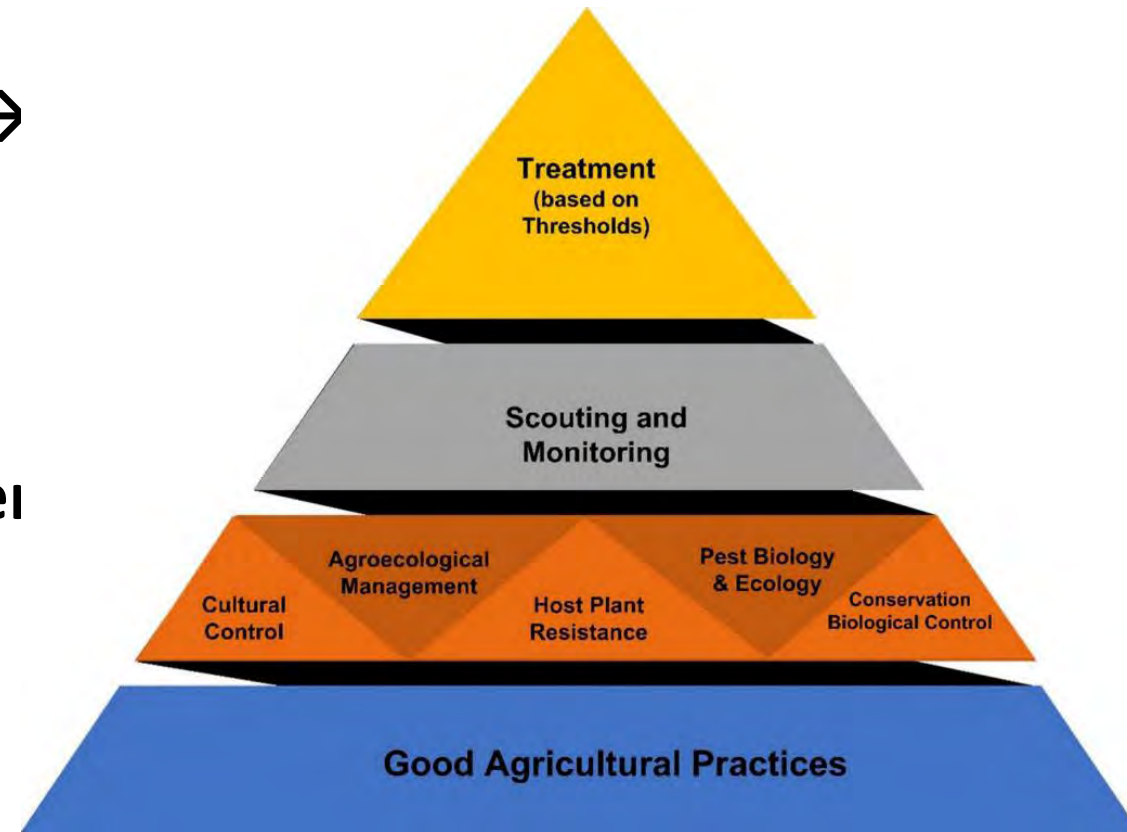 →
Treatment
(based on
Thresholds)
Scouting and
Monitoring
Agroecological
Management
Pest Biology
& Ecology
Cultural
Control
Host Plant
Resistance
Conservation
Biological Control
Good Agricultural Practices